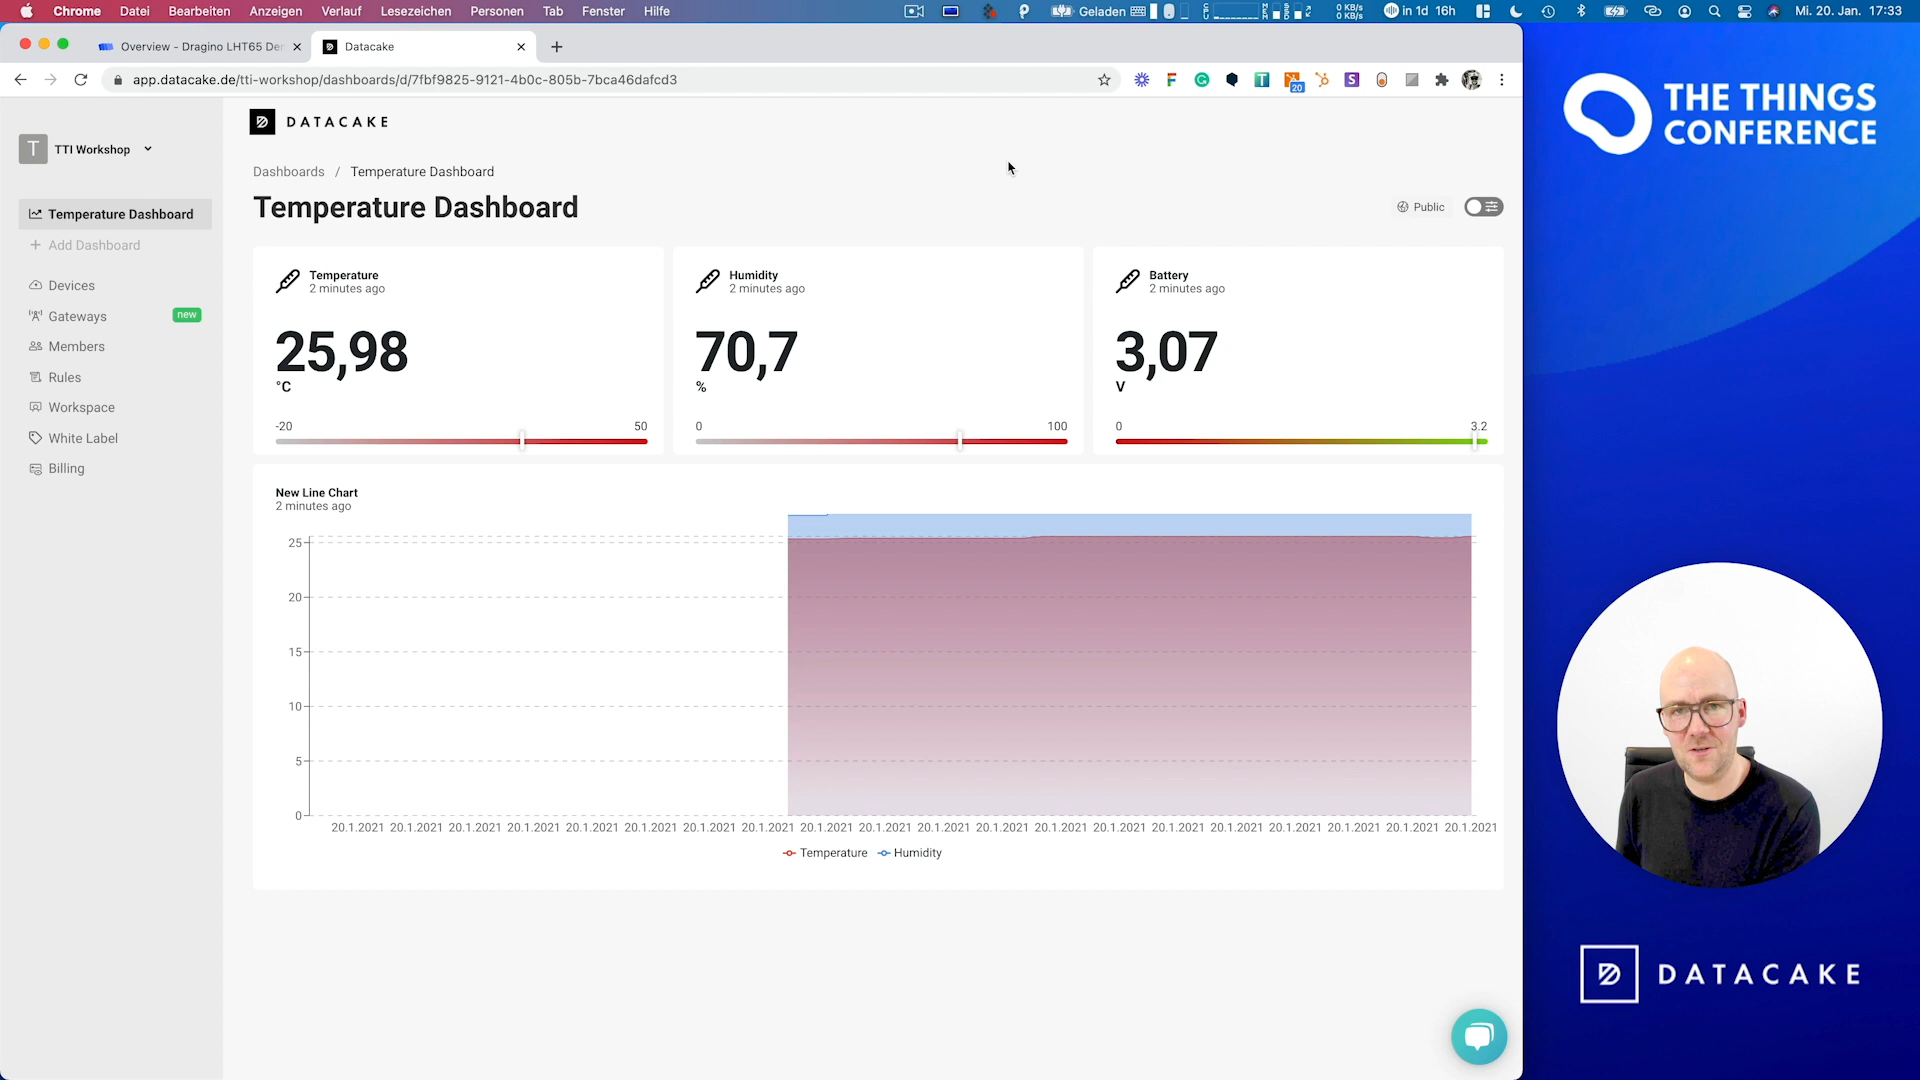 Chrome Datei Bearbeiten Anzeigen Verlauf Lesezeichen Personen Tab Fenster Hilfe
Geladen
0 KB/s
0 KB/s
in 1d 16h
Mi. 20. Jan. 17:33
Overview - Dragino LHT65 De
Datacake
app.datacake.de/tti-workshop/dashboards/d/7fbf9825-9121-4b0c-805b-7bca46dafcd3
20
T TTI Workshop
Temperature Dashboard
Add Dashboard
Devices
Gateways new
Members
Rules
Workspace
White Label
Billing
DATACAKE
Dashboards / Temperature Dashboard
Temperature Dashboard
Public
Temperature
2 minutes ago
25,98
°C
-20 50
Humidity
2 minutes ago
70,7
%
0 100
Battery
2 minutes ago
3,07
V
0 3.2
New Line Chart
2 minutes ago
25
20
15
10
5
0
20.1.2021 20.1.2021 20.1.2021 20.1.2021 20.1.2021 20.1.2021 20.1.2021 20.1.2021 20.1.2021 20.1.2021 20.1.2021 20.1.2021 20.1.2021 20.1.2021 20.1.2021 20.1.2021 20.1.2021 20.1.2021 20.1.2021 20.1.2021
Temperature Humidity
THE THINGS
CONFERENCE
DATACAKE